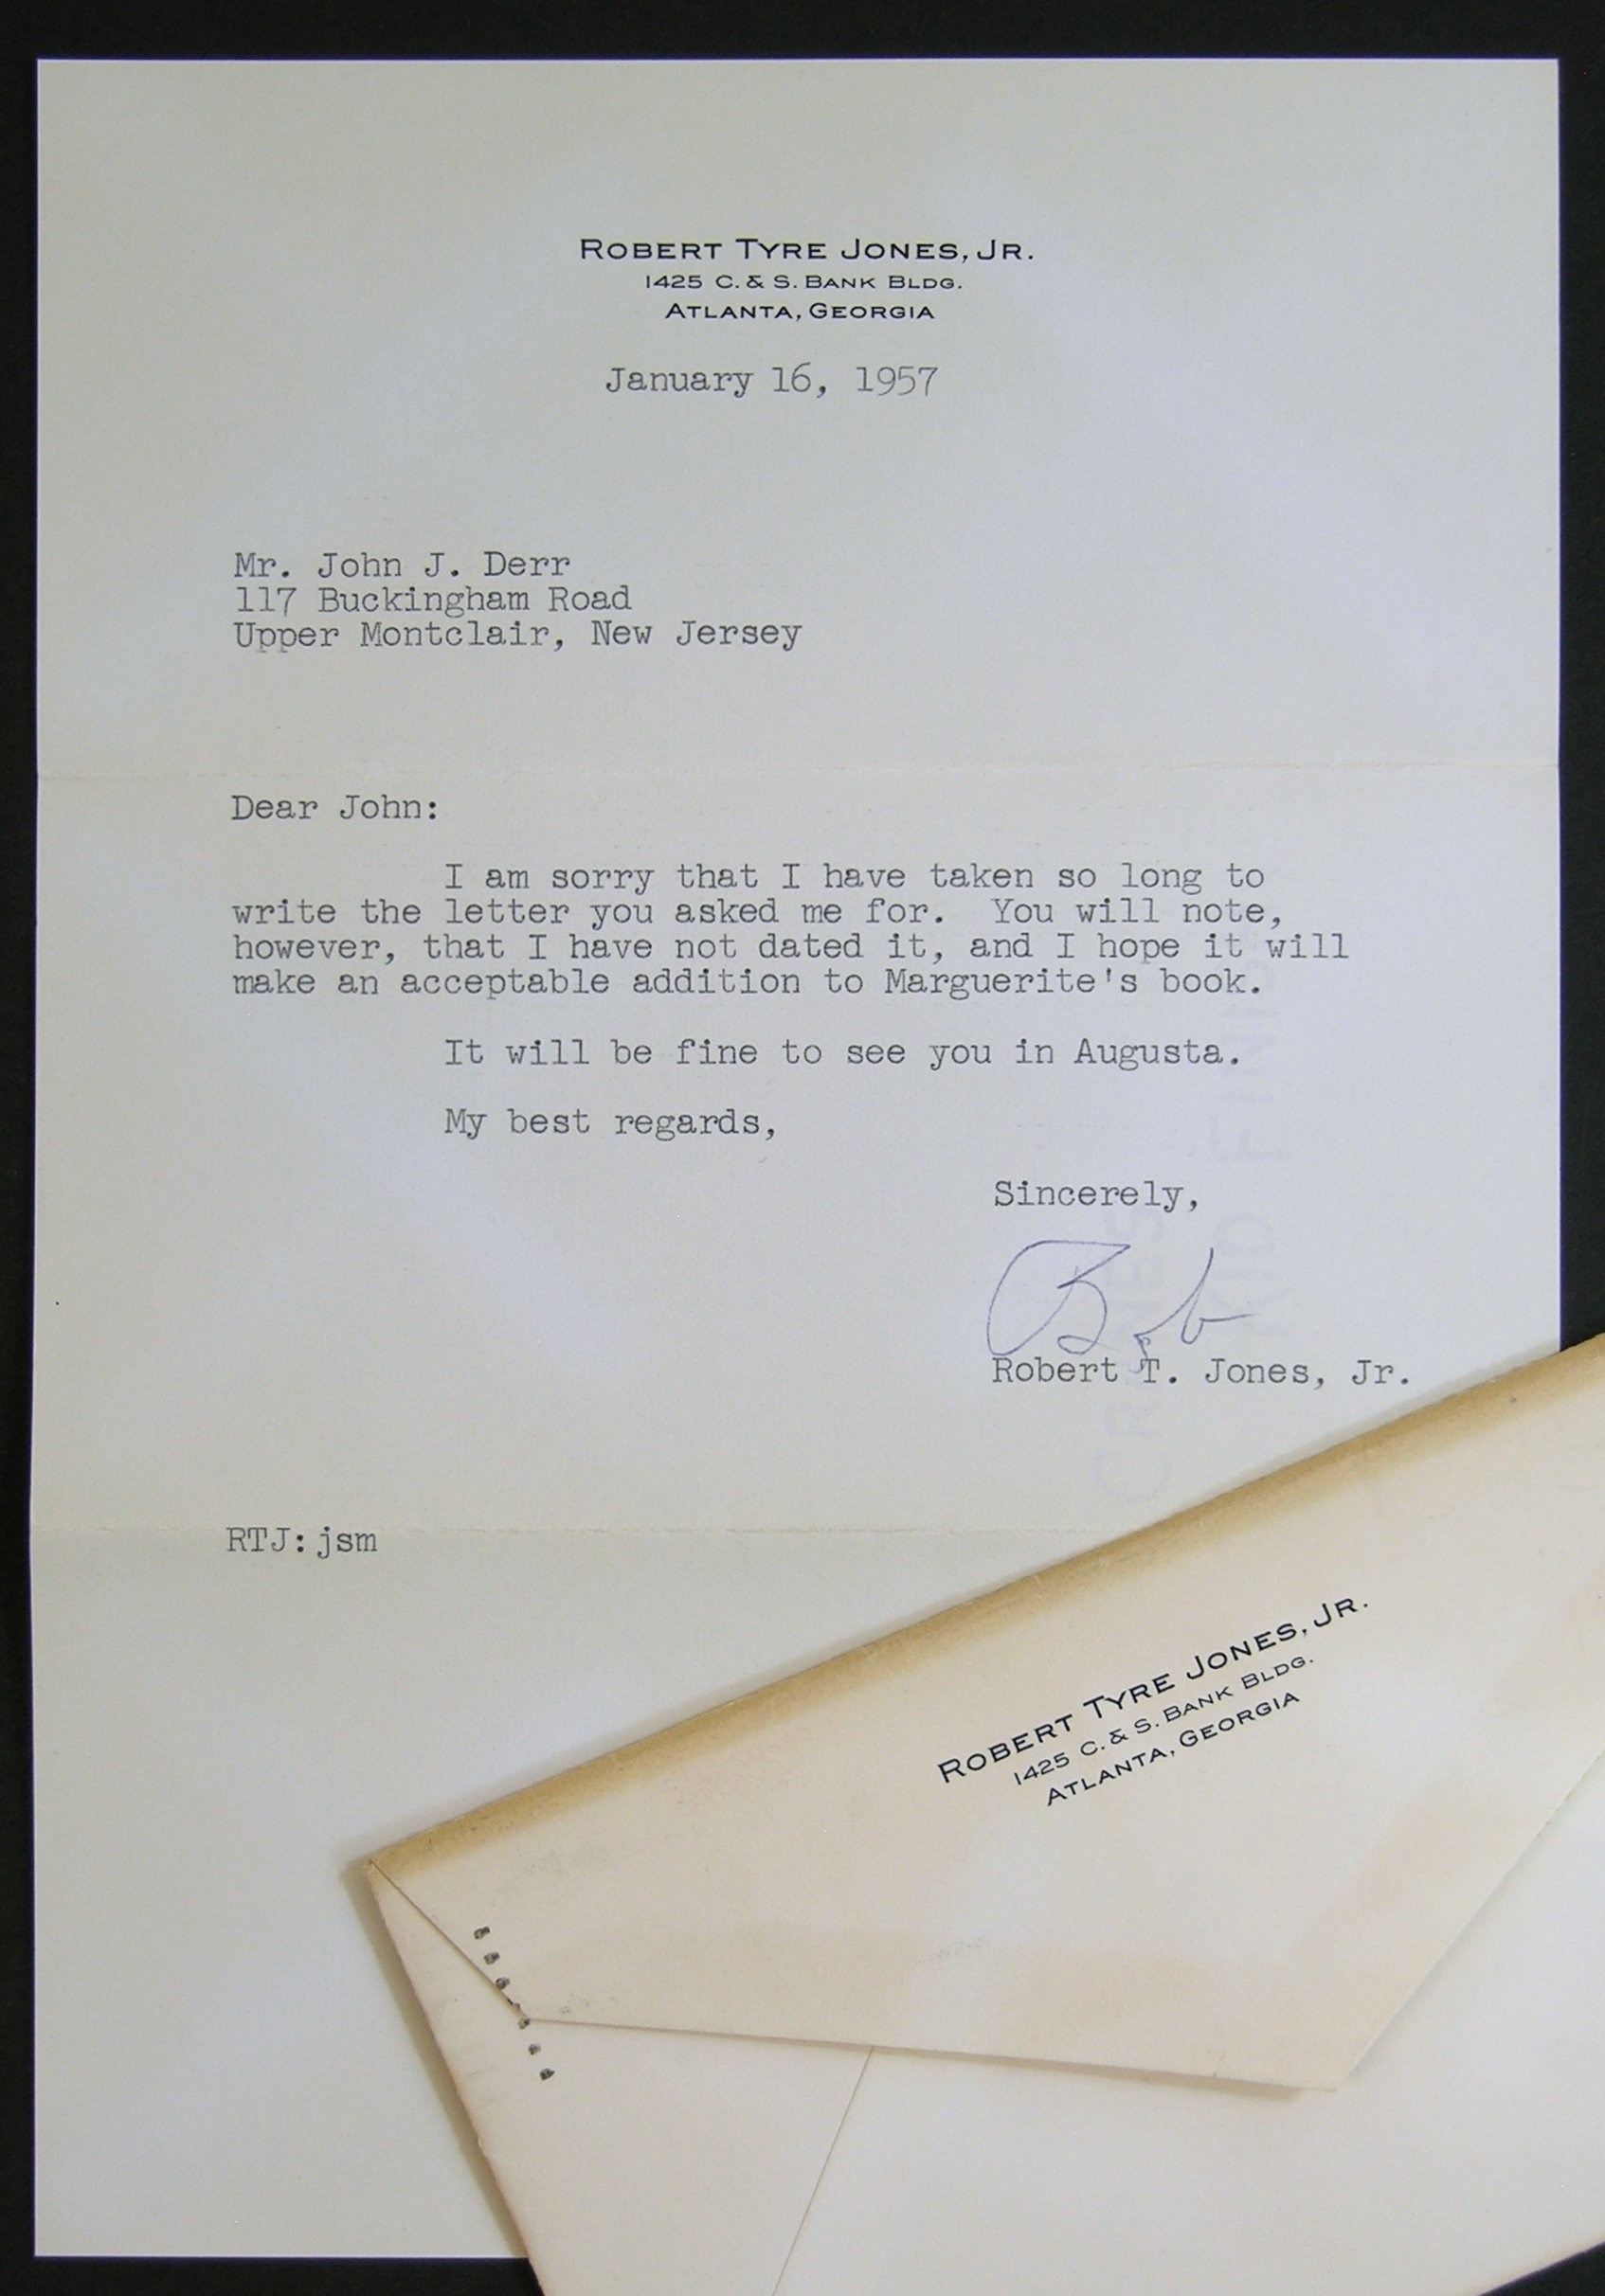 ROBERT TYRE JONES, JR.
1425 C. & S. BANK BLDG.
ATLANTA, GEORGIA
January 16, 1957
Mr. John J. Derr
117 Buckingham Road
Upper Montclair, New Jersey
Dear John:
I am sorry that I have taken so long to
write the letter you asked me for. You will note,
however, that I have not dated it, and I hope it will
make an acceptable addition to Marguerite's book.
It will be fine to see you in Augusta.
My best regards,
Sincerely,
Bob
Robert T. Jones, Jr.
RTJ:jsm
ROBERT TYRE JONES, JR.
1425 C. & S. BANK BLDG.
ATLANTA, GEORGIA